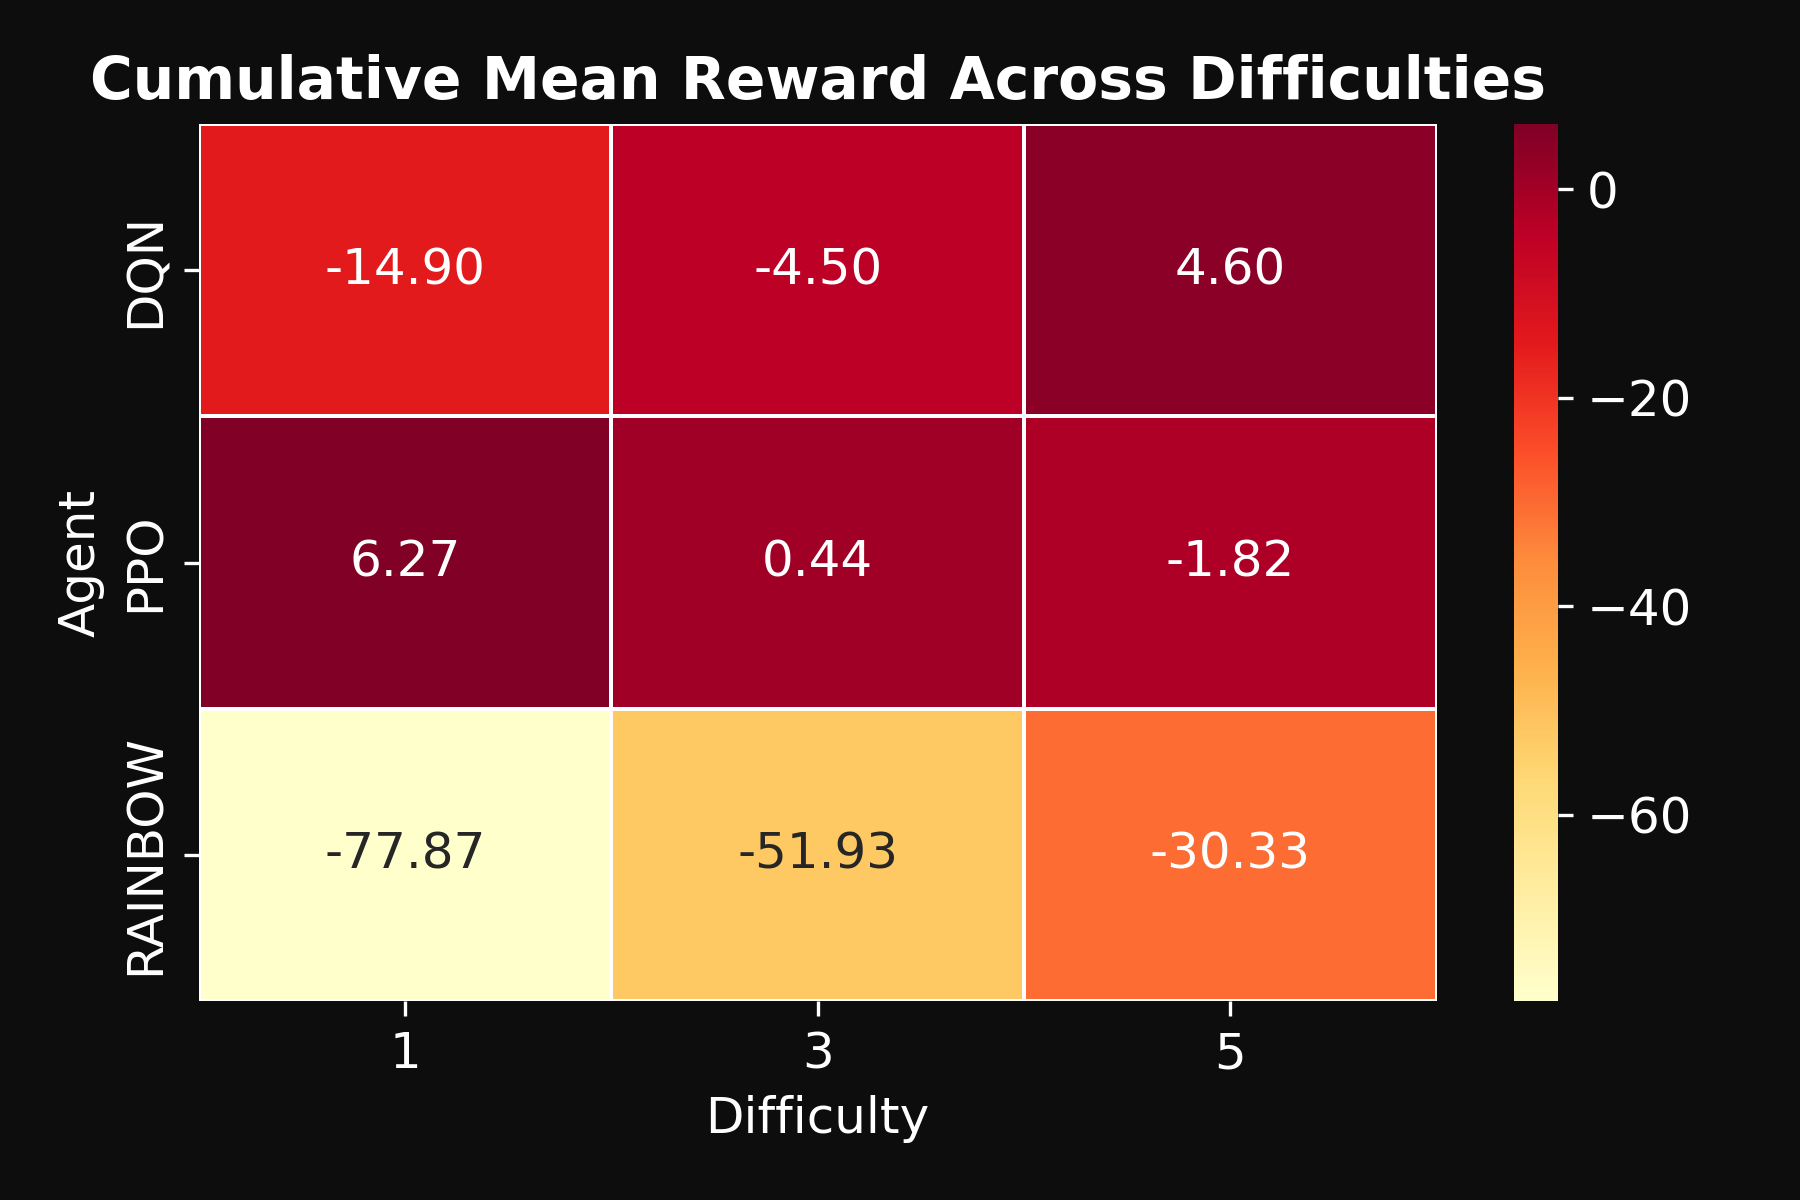 Cumulative Mean Reward Across Difficulties
Agent
DQN
-14.90
-4.50
4.60
PPO
6.27
0.44
-1.82
RAINBOW
-77.87
-51.93
-30.33
1
3
5
Difficulty
0
−20
−40
−60